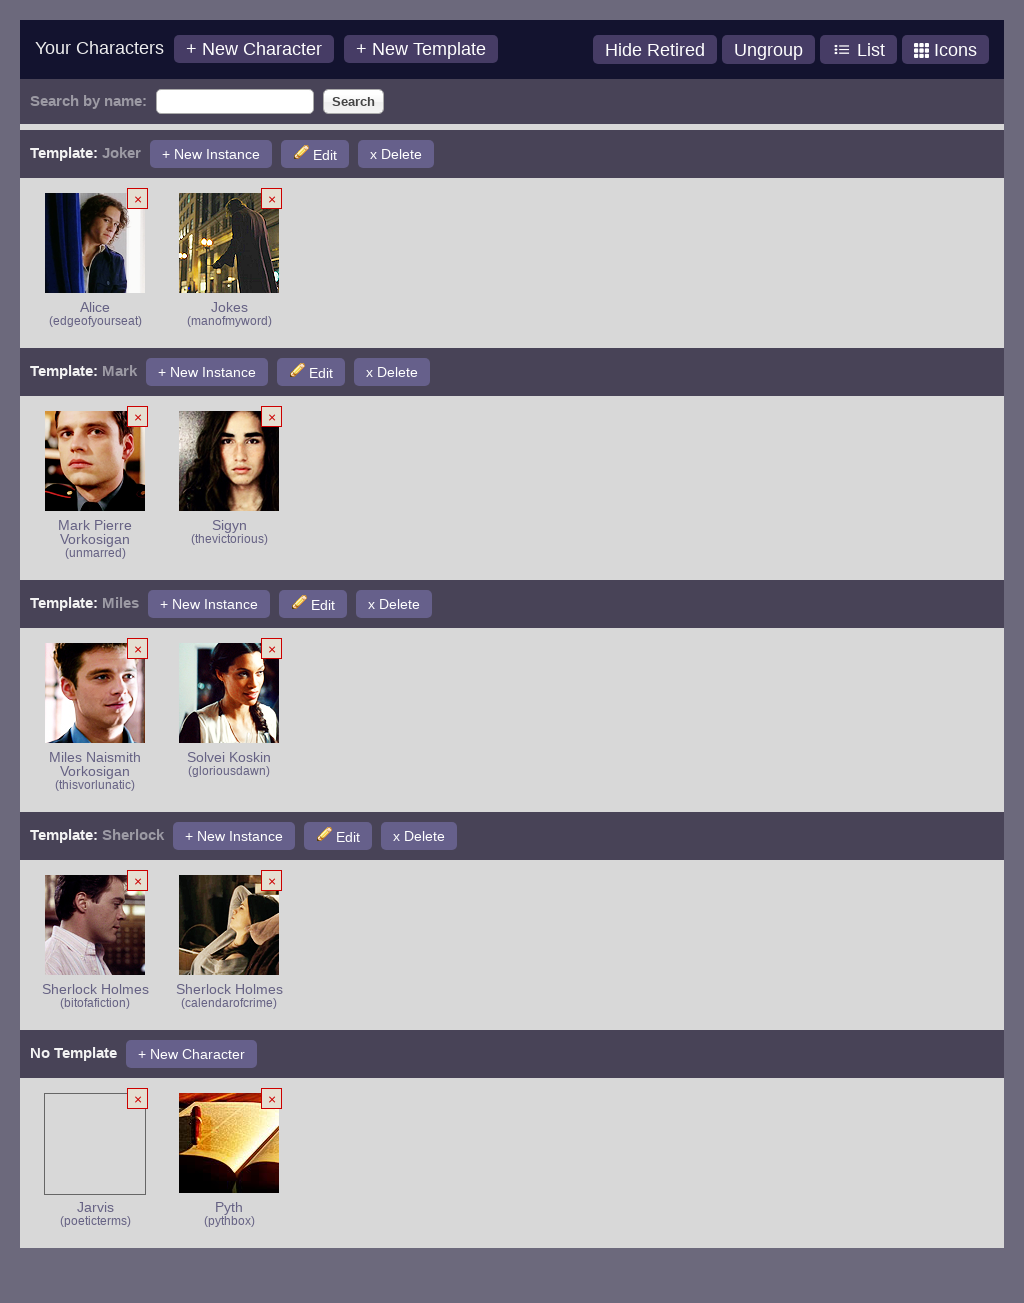 Your Characters + New Character + New Template Hide Retired Ungroup List Icons
Search by name: Search
Template: Joker + New Instance Edit x Delete
× ×
Alice Jokes
(edgeofyourseat) (manofmyword)
Template: Mark + New Instance Edit x Delete
× ×
Mark Pierre Sigyn
Vorkosigan (thevictorious)
(unmarred)
Template: Miles + New Instance Edit x Delete
× ×
Miles Naismith Solvei Koskin
Vorkosigan (gloriousdawn)
(thisvorlunatic)
Template: Sherlock + New Instance Edit x Delete
× ×
Sherlock Holmes Sherlock Holmes
(bitofafiction) (calendarofcrime)
No Template + New Character
× ×
Jarvis Pyth
(poeticterms) (pythbox)